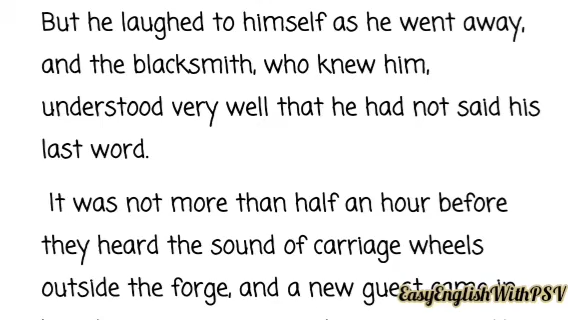 But he laughed to himself as he went away,
and the blacksmith, who knew him,
understood very well that he had not said his
last word.
It was not more than half an hour before
they heard the sound of carriage wheels
outside the forge, and a new guest came in
EasyEnglishWithPSV